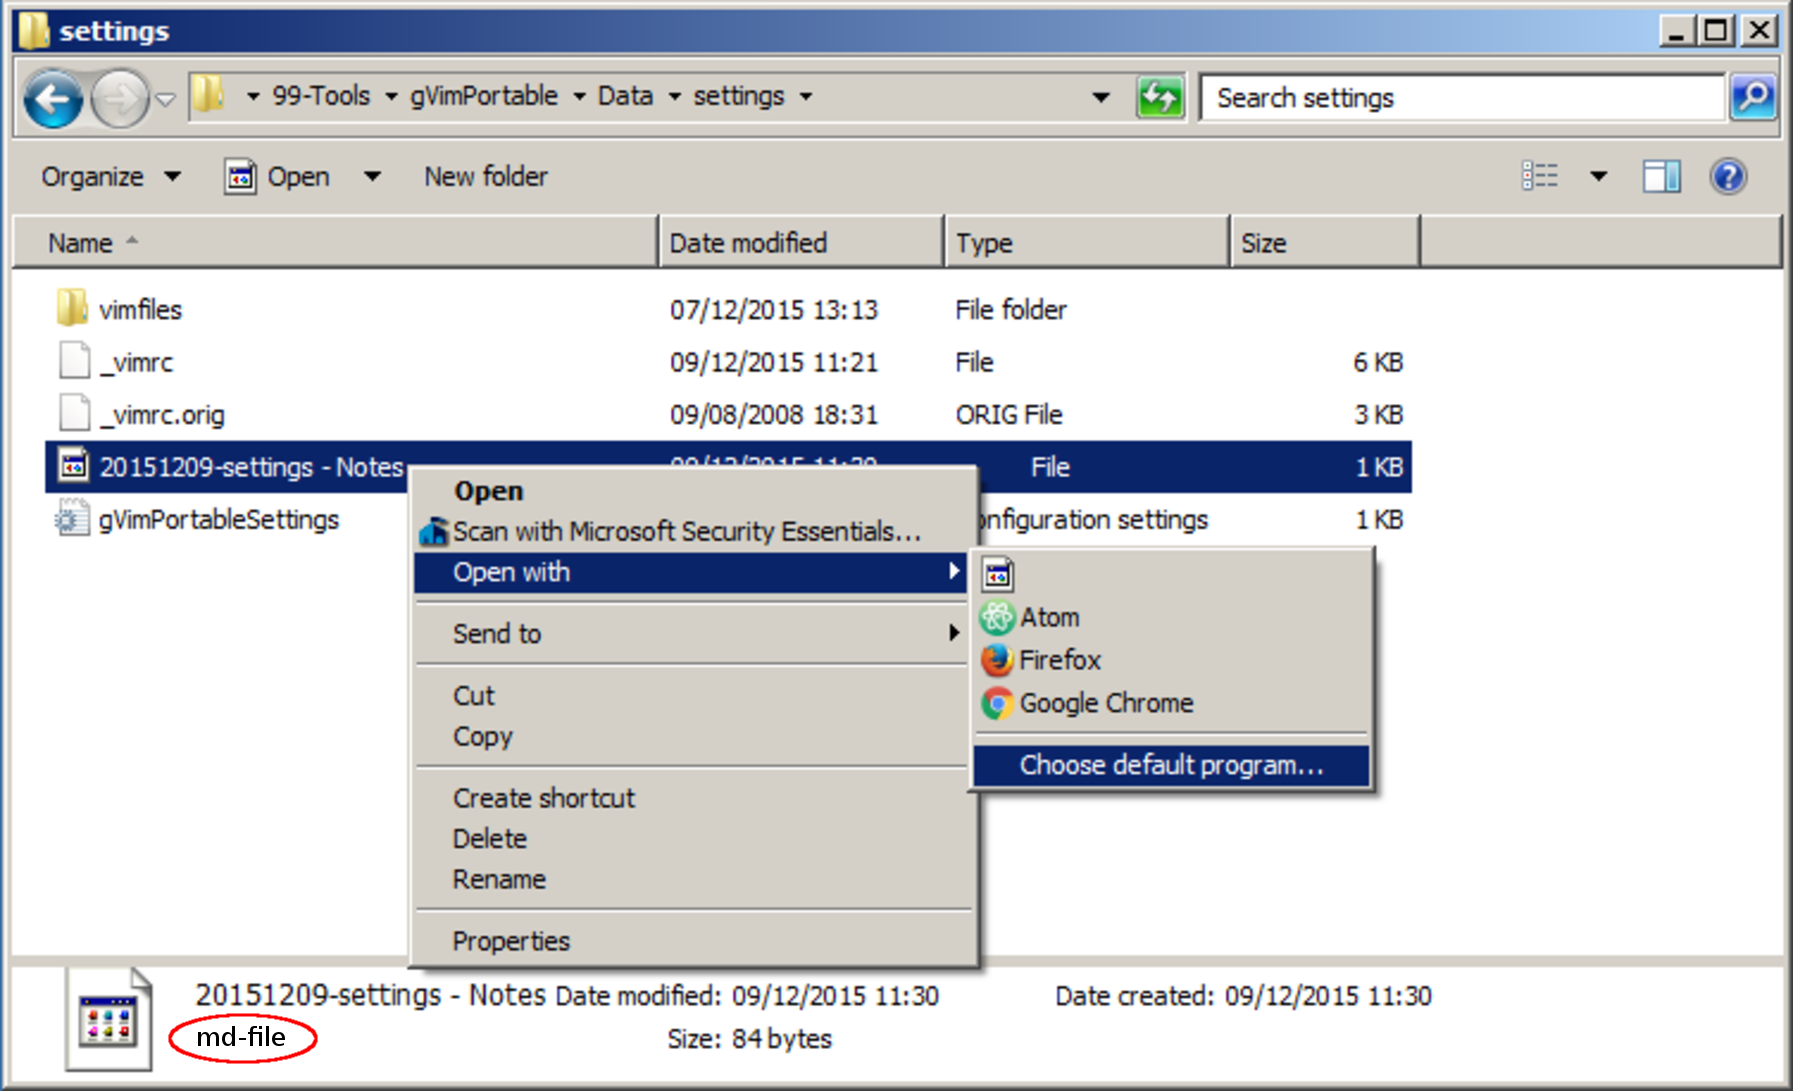 settings
99-Tools gVimPortable Data settings
Search settings
Organize Open New folder
Name Date modified Type Size
vimfiles 07/12/2015 13:13 File folder
_vimrc 09/12/2015 11:21 File 6 KB
_vimrc.orig 09/08/2008 18:31 ORIG File 3 KB
20151209-settings - Notes File 1 KB
gVimPortableSettings onfiguration settings 1 KB
Open
Scan with Microsoft Security Essentials...
Open with
Send to
Cut
Copy
Create shortcut
Delete
Rename
Properties
Atom
Firefox
Google Chrome
Choose default program...
20151209-settings - Notes Date modified: 09/12/2015 11:30 Date created: 09/12/2015 11:30
md-file Size: 84 bytes